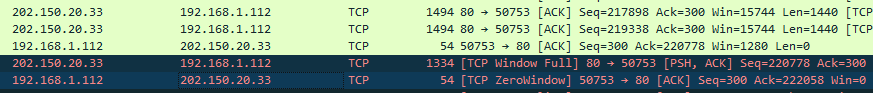 202.150.20.33 192.168.1.112 TCP 1494 80 → 50753 [ACK] Seq=217898 Ack=300 Win=15744 Len=1440 [TCP
202.150.20.33 192.168.1.112 TCP 1494 80 → 50753 [ACK] Seq=219338 Ack=300 Win=15744 Len=1440 [TCP
192.168.1.112 202.150.20.33 TCP 54 50753 → 80 [ACK] Seq=300 Ack=220778 Win=1280 Len=0
202.150.20.33 192.168.1.112 TCP 1334 [TCP Window Full] 80 → 50753 [PSH, ACK] Seq=220778 Ack=300
192.168.1.112 202.150.20.33 TCP 54 [TCP ZeroWindow] 50753 → 80 [ACK] Seq=300 Ack=222058 Win=0